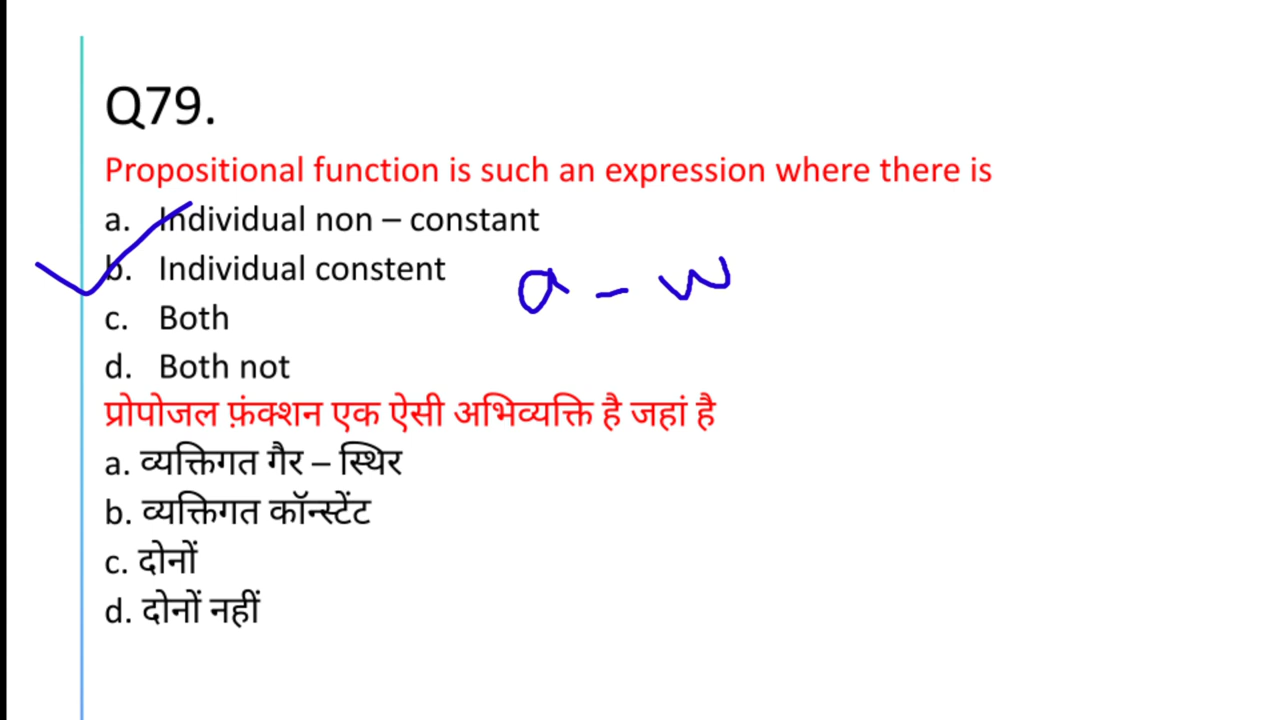 Q79.
Propositional function is such an expression where there is
a. Individual non – constant
b. Individual constent
a – w
c. Both
d. Both not
प्रोपोजल फ़ंक्शन एक ऐसी अभिव्यक्ति है जहां है
a. व्यक्तिगत गैर – स्थिर
b. व्यक्तिगत कॉन्स्टेंट
c. दोनों
d. दोनों नहीं